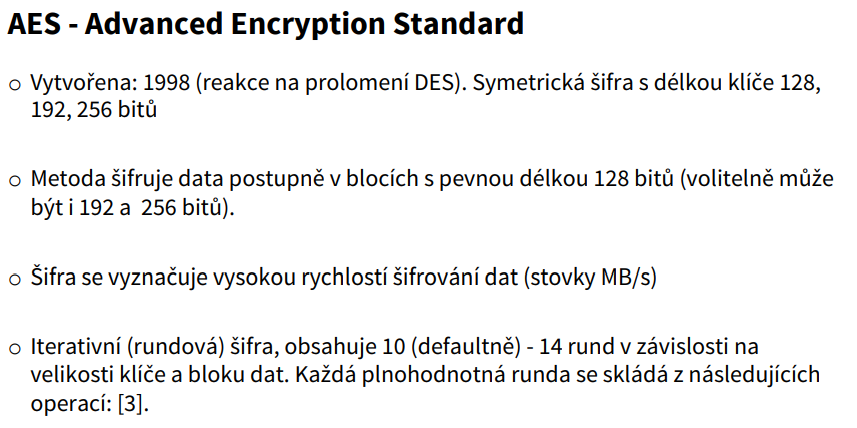 AES - Advanced Encryption Standard
○ Vytvořena: 1998 (reakce na prolomení DES). Symetrická šifra s délkou klíče 128,
192, 256 bitů
○ Metoda šifruje data postupně v blocích s pevnou délkou 128 bitů (volitelně může
být i 192 a  256 bitů).
○ Šifra se vyznačuje vysokou rychlostí šifrování dat (stovky MB/s)
○ Iterativní (rundová) šifra, obsahuje 10 (defaultně) - 14 rund v závislosti na
velikosti klíče a bloku dat. Každá plnohodnotná runda se skládá z následujících
operací: [3].